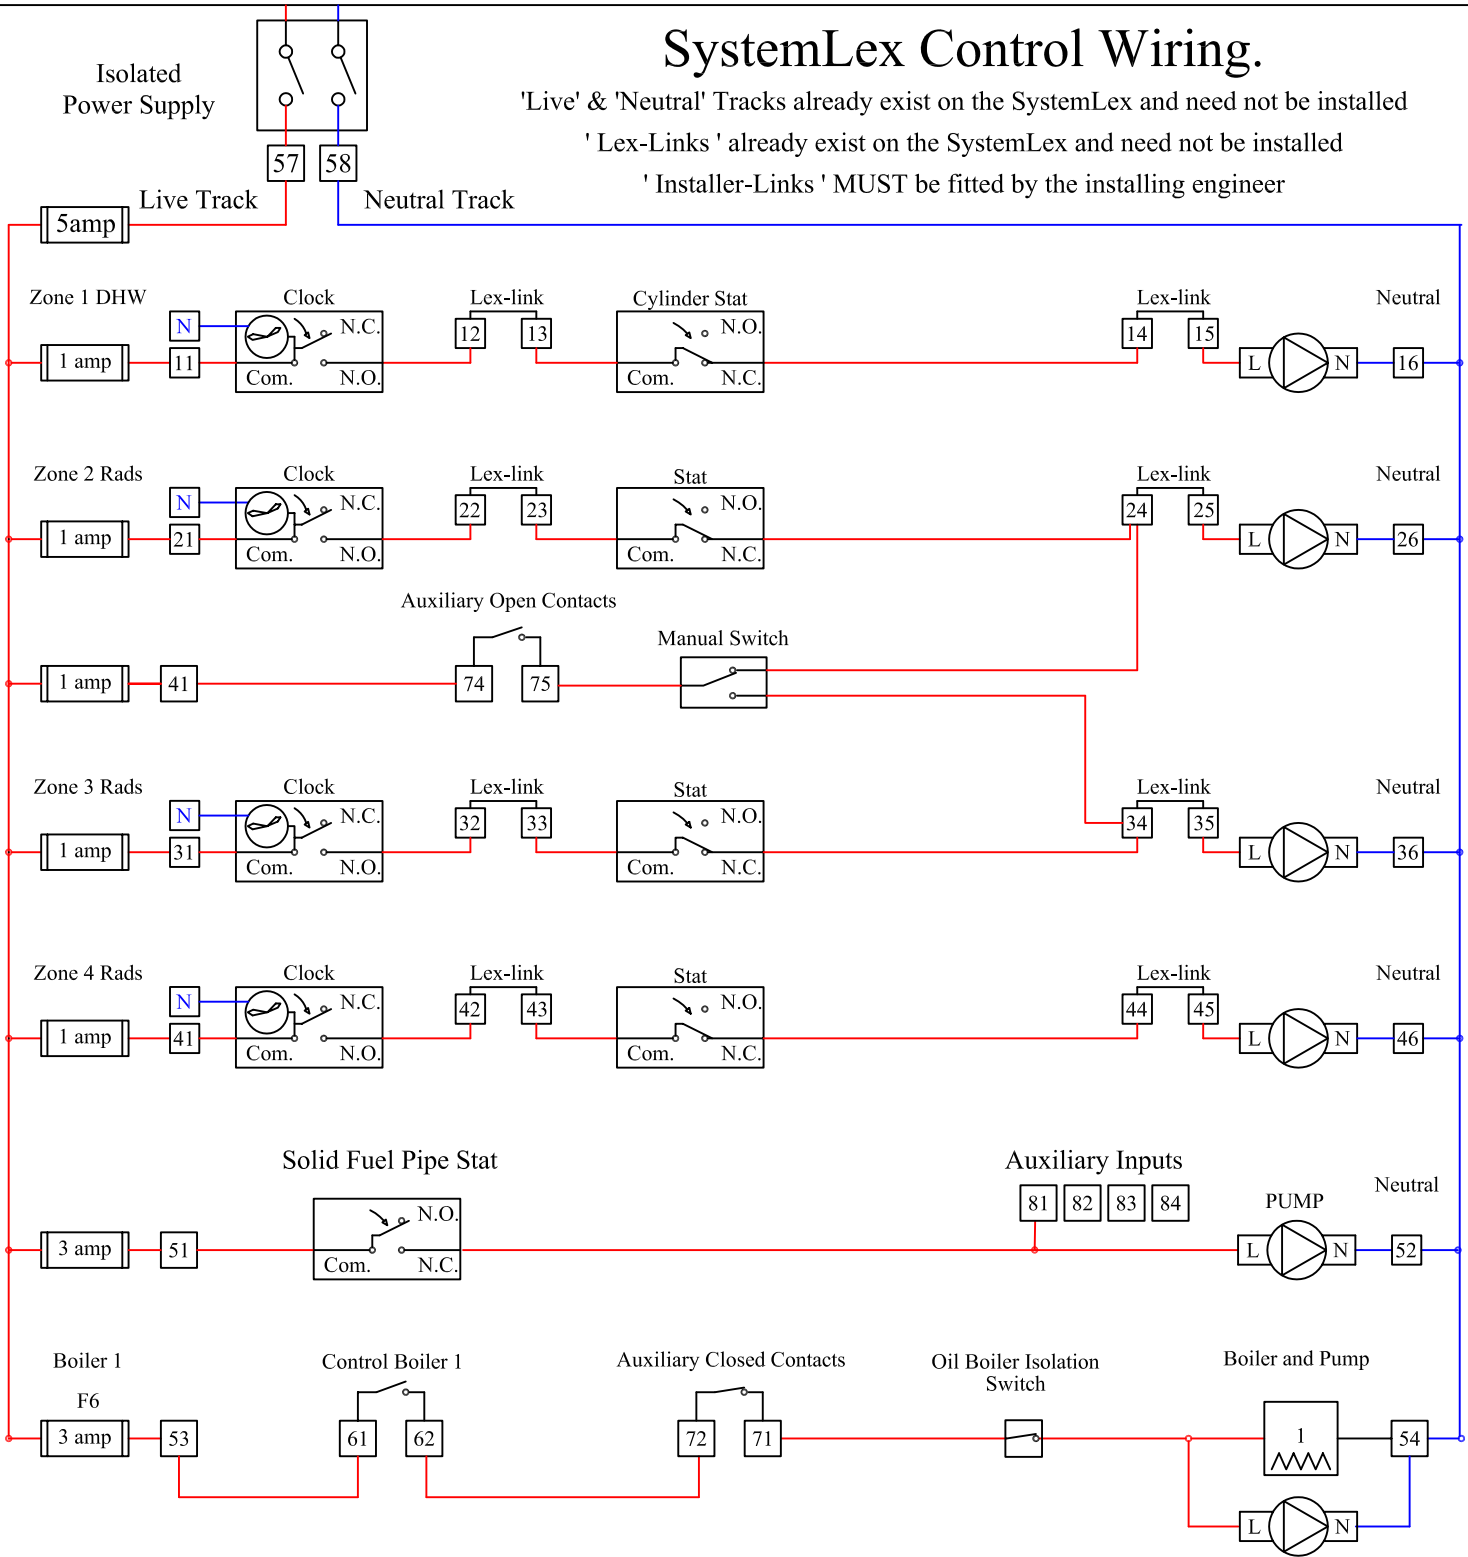 SystemLex Control Wiring.
'Live' & 'Neutral' Tracks already exist on the SystemLex and need not be installed
' Lex-Links ' already exist on the SystemLex and need not be installed
' Installer-Links ' MUST be fitted by the installing engineer
Isolated
Power Supply
57 58
Live Track Neutral Track
5amp
Zone 1 DHW Clock Lex-link Cylinder Stat Lex-link Neutral
N N.C. 12 13 N.O. 14 15
1 amp 11 L N 16
Com. N.O. Com. N.C.
Zone 2 Rads Clock Lex-link Stat Lex-link Neutral
N N.C. 22 23 N.O. 24 25
1 amp 21 L N 26
Com. N.O. Com. N.C.
Auxiliary Open Contacts
Manual Switch
1 amp 41 74 75
Zone 3 Rads Clock Lex-link Stat Lex-link Neutral
N N.C. 32 33 N.O. 34 35
1 amp 31 L N 36
Com. N.O. Com. N.C.
Zone 4 Rads Clock Lex-link Stat Lex-link Neutral
N N.C. 42 43 N.O. 44 45
1 amp 41 L N 46
Com. N.O. Com. N.C.
Solid Fuel Pipe Stat Auxiliary Inputs
Neutral
81 82 83 84 PUMP
N.O.
3 amp 51 L N 52
Com. N.C.
Boiler 1 Control Boiler 1 Auxiliary Closed Contacts Oil Boiler Isolation
Switch
Boiler and Pump
F6
3 amp 53 61 62 72 71 1 54
L N